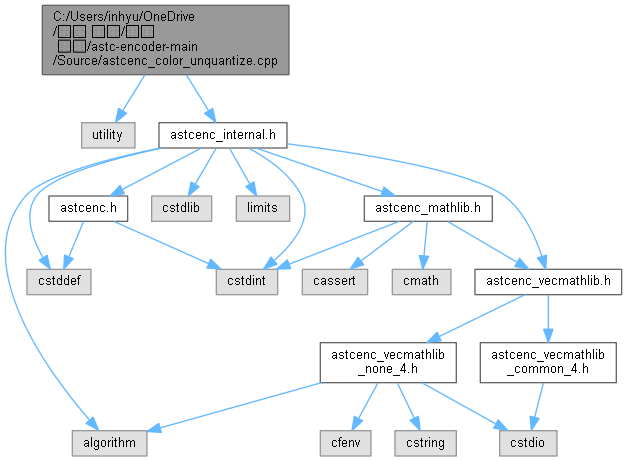 C:/Users/inhyu/OneDrive
/astc-encoder-main
/Source/astcenc_color_unquantize.cpp
utility
astcenc_internal.h
astcenc.h
cstdlib
limits
astcenc_mathlib.h
cstddef
cstdint
cassert
cmath
astcenc_vecmathlib.h
astcenc_vecmathlib
_none_4.h
astcenc_vecmathlib
_common_4.h
algorithm
cfenv
cstring
cstdio